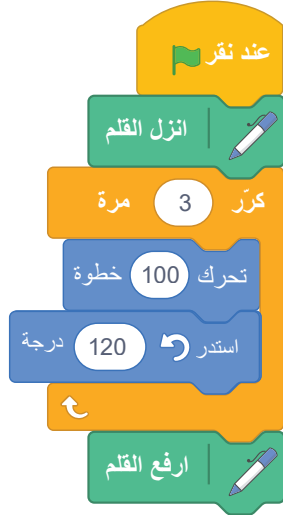 عند نقر
انزل القلم
كرّر 3 مرة
تحرك 100 خطوة
استدر 120 درجة
ارفع القلم